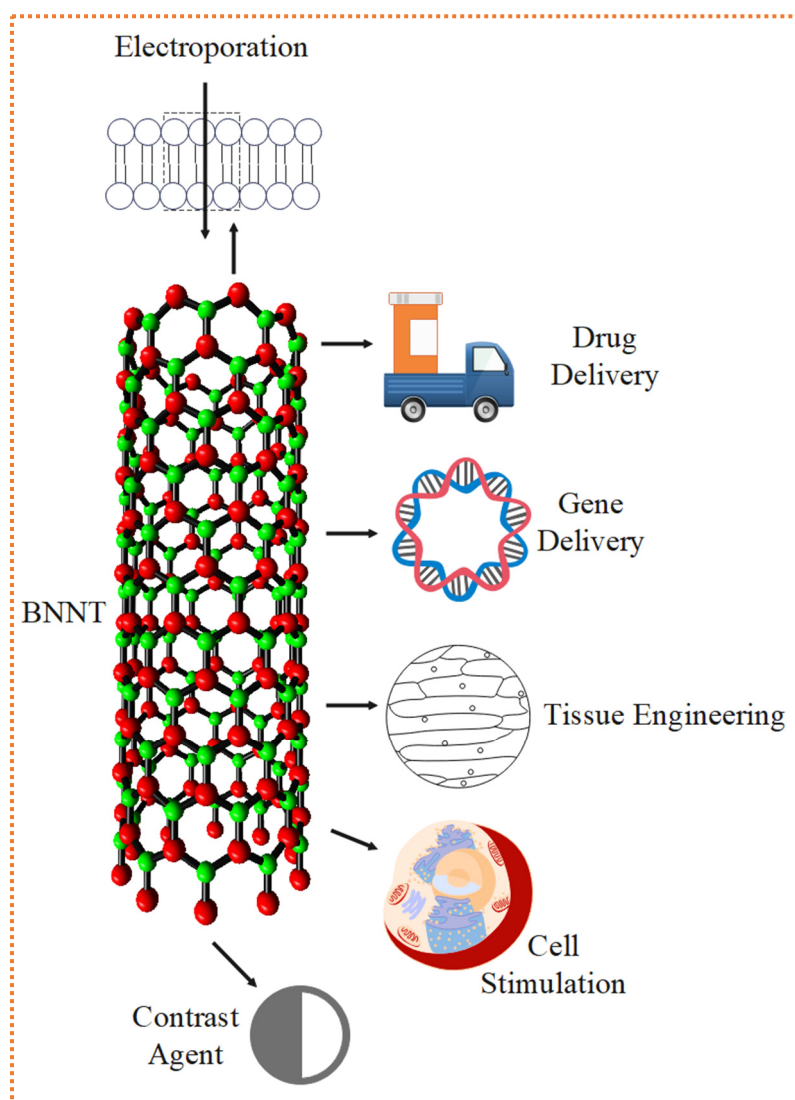 Electroporation
Drug
Delivery
Gene
Delivery
BNNT
Tissue Engineering
Cell
Stimulation
Contrast
Agent